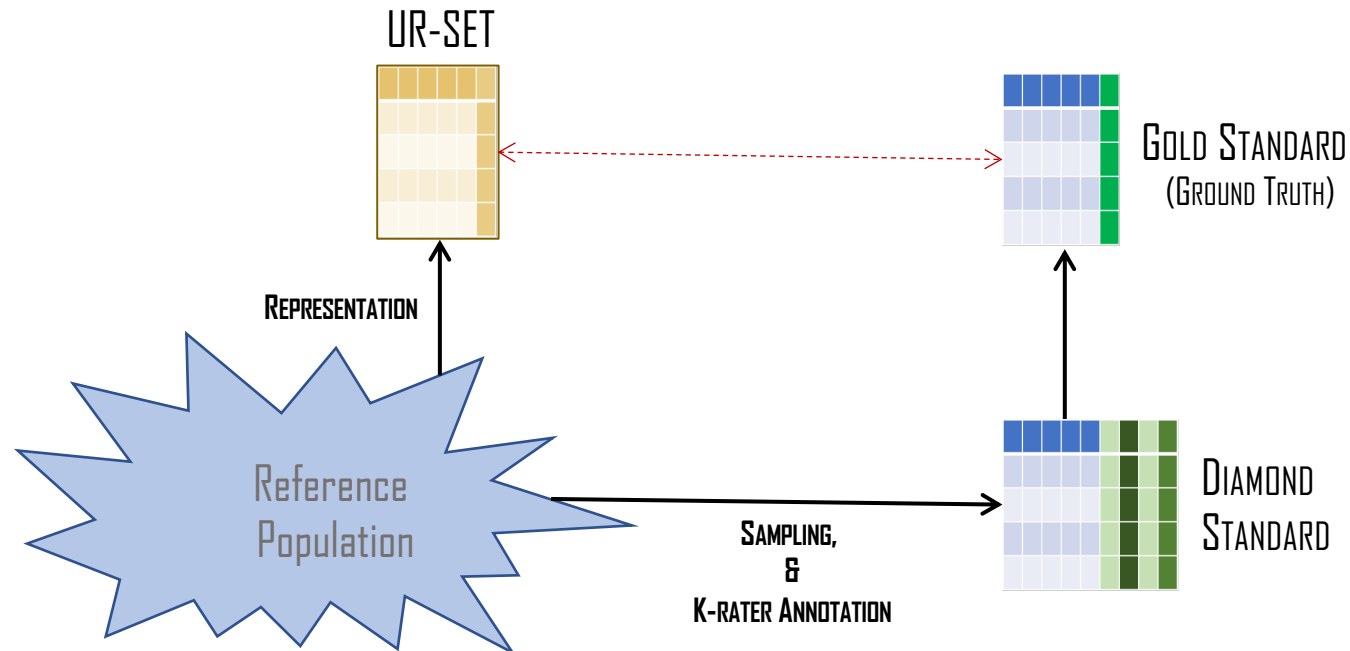 UR-SET
GOLD STANDARD
(GROUND TRUTH)
REPRESENTATION
Reference
Population
SAMPLING,
&
K-RATER ANNOTATION
DIAMOND
STANDARD